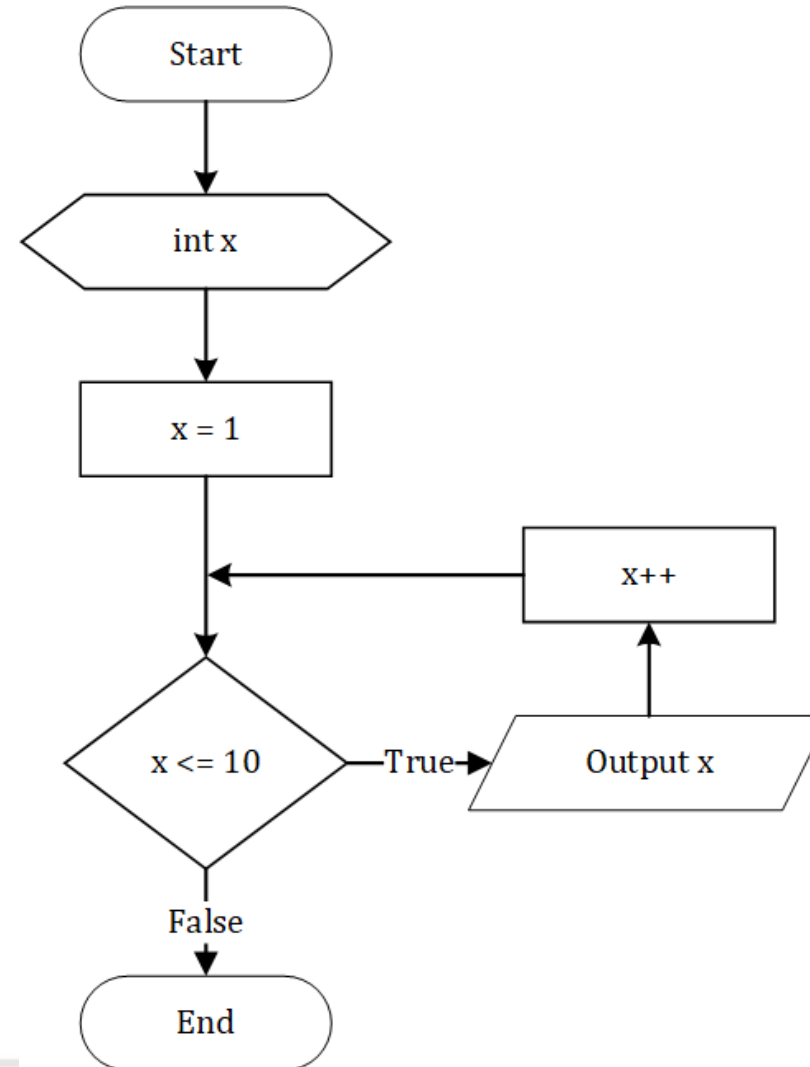 Start
int x
x = 1
x++
x <= 10
True
Output x
False
End